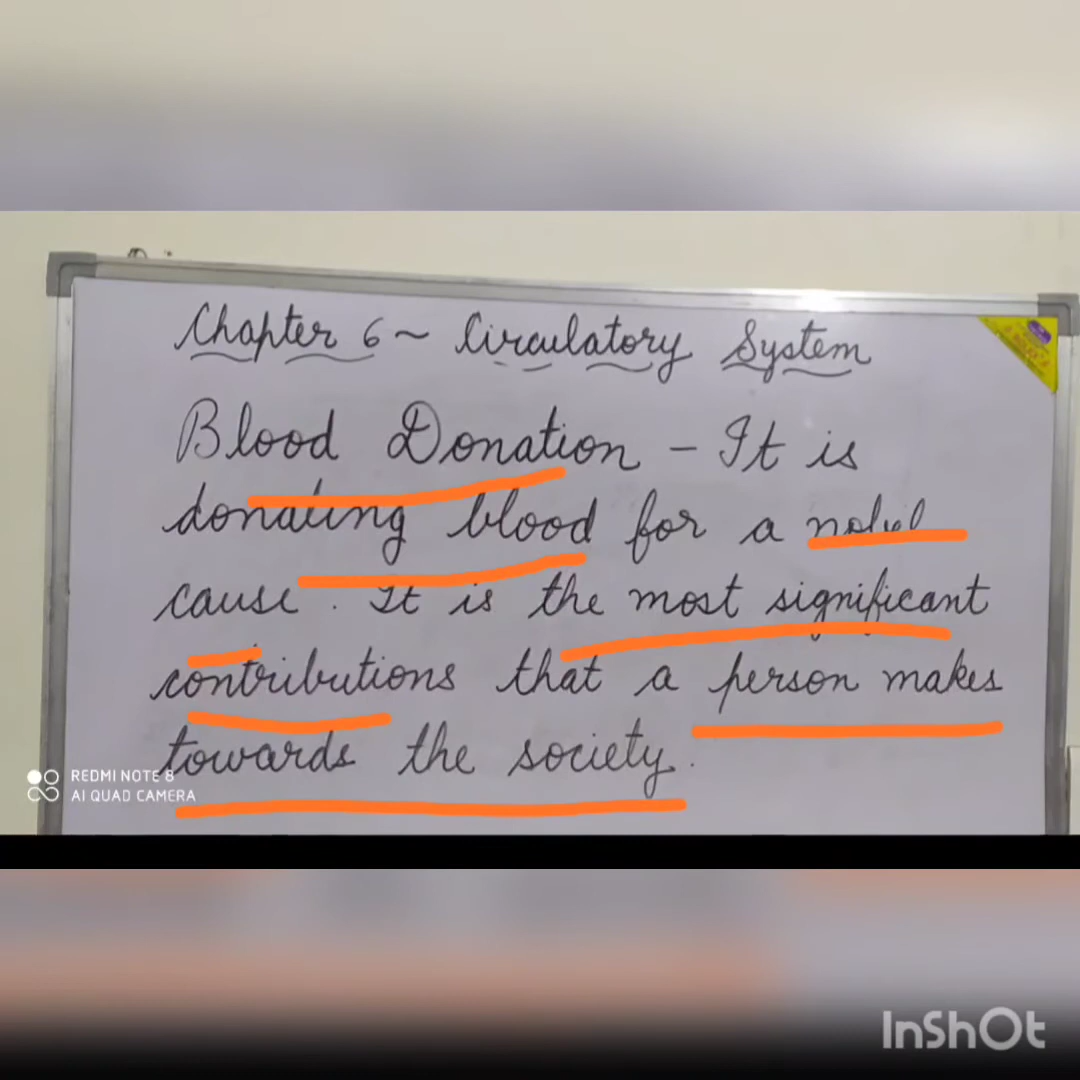 Chapter 6 ~ Circulatory System
Blood Donation - It is
donating blood for a
cause. It is the most significant
contributions that a person makes
towards the society.
REDMI NOTE 8
AI QUAD CAMERA
InShOt